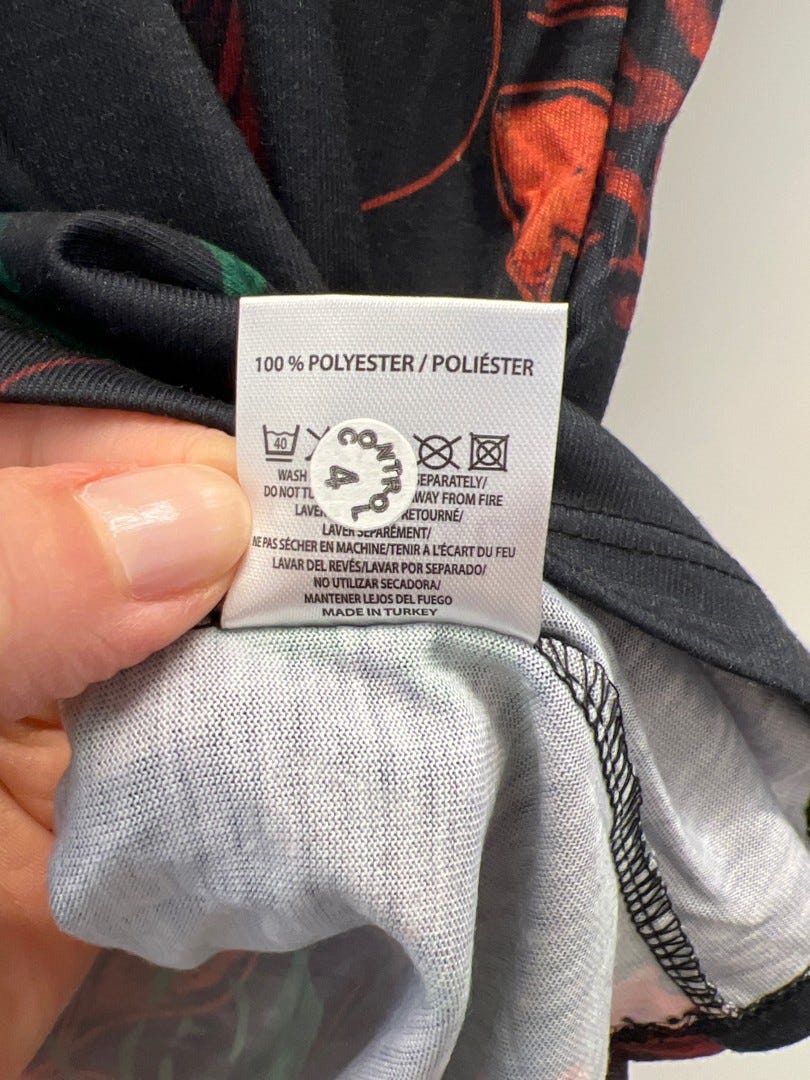 100 % POLYESTER / POLIÉSTER
40
CONTROL
4
WASH SEPARATELY/
DO NOT AWAY FROM FIRE
LAVER RETOURNÉ/
LAVER SÉPARÉMENT/
NE PAS SÉCHER EN MACHINE/TENIR À L'ÉCART DU FEU
LAVAR DEL REVÉS/LAVAR POR SEPARADO/
NO UTILIZAR SECADORA/
MANTENER LEJOS DEL FUEGO
MADE IN TURKEY